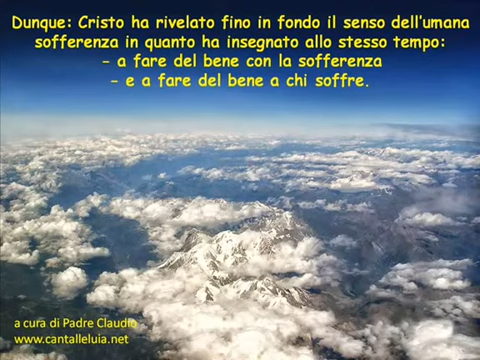 Dunque: Cristo ha rivelato fino in fondo il senso dell'umana
sofferenza in quanto ha insegnato allo stesso tempo:
- a fare del bene con la sofferenza
- e a fare del bene a chi soffre.
a cura di Padre Claudio
www.cantalleluia.net